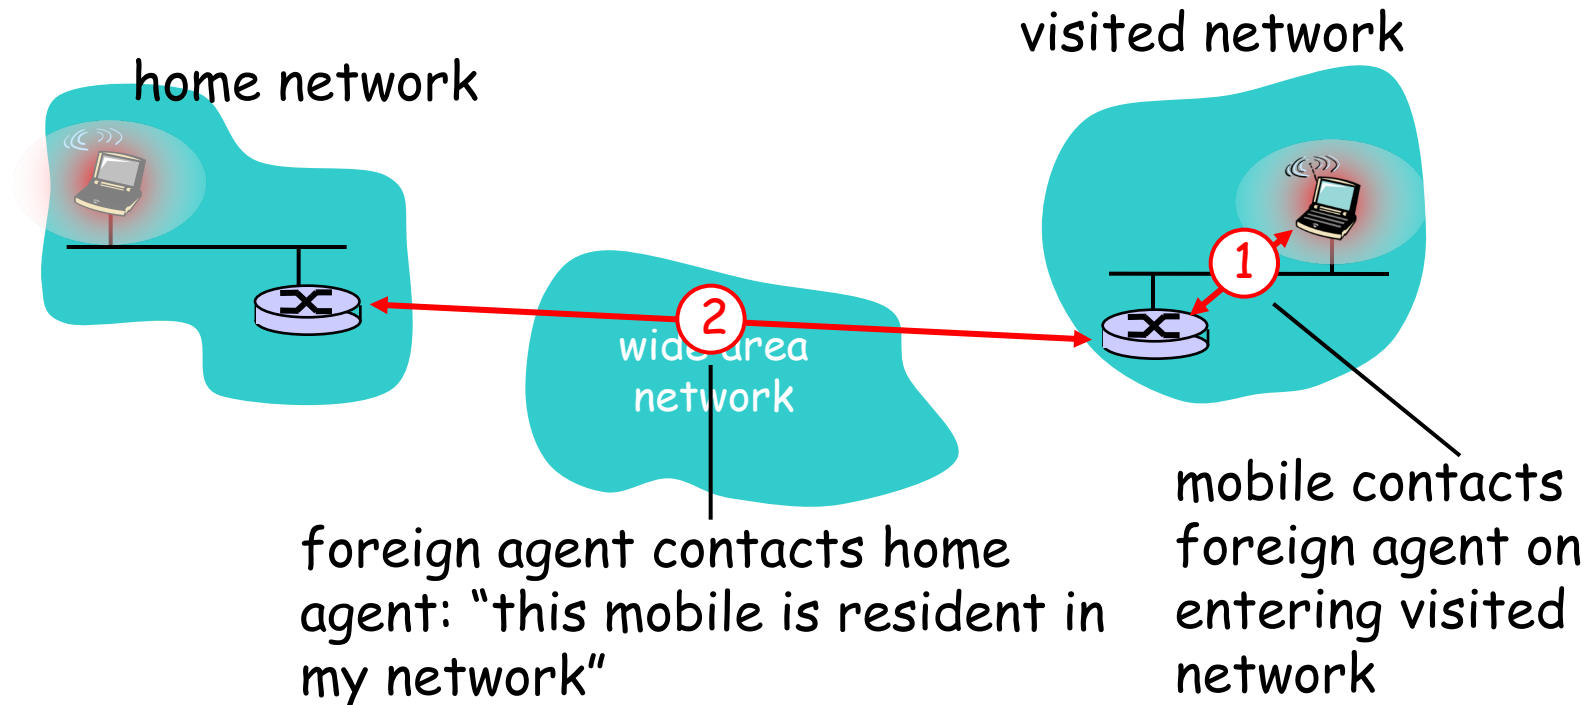 visited network
home network
1
2
wide area
network
foreign agent contacts home
agent: “this mobile is resident in
my network”
mobile contacts
foreign agent on
entering visited
network